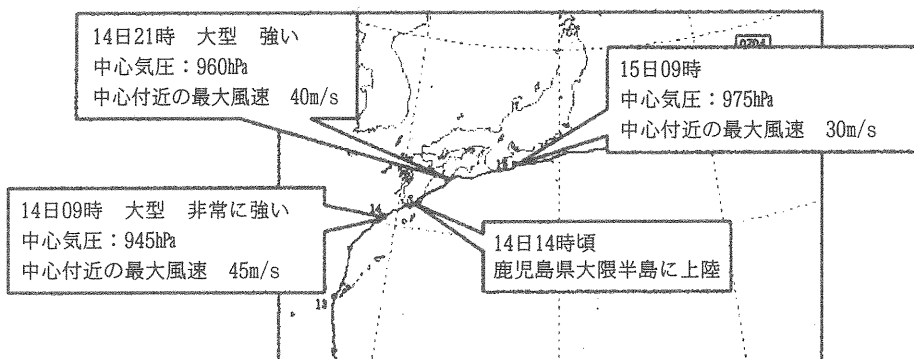 14日21時　大型　強い
中心気圧：960㍱
中心付近の最大風速　40m/s
0704
15日09時
中心気圧：975㍱
中心付近の最大風速　30m/s
14日09時　大型　非常に強い
中心気圧：945㍱
中心付近の最大風速　45m/s
14
15
14日14時頃
鹿児島県大隈半島に上陸
13